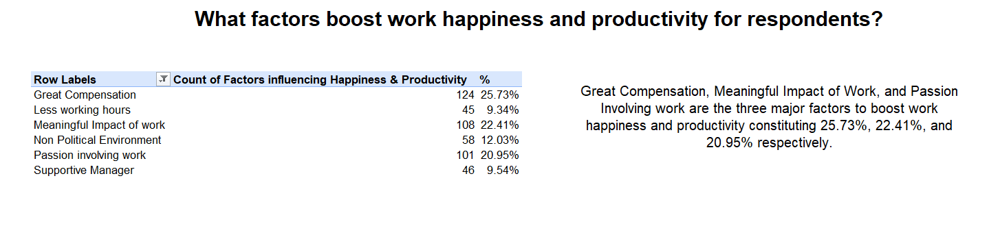 What factors boost work happiness and productivity for respondents?
Row Labels Count of Factors influencing Happiness & Productivity %
Great Compensation 124 25.73%
Less working hours 45 9.34%
Meaningful Impact of work 108 22.41%
Non Political Environment 58 12.03%
Passion involving work 101 20.95%
Supportive Manager 46 9.54%
Great Compensation, Meaningful Impact of Work, and Passion
Involving work are the three major factors to boost work
happiness and productivity constituting 25.73%, 22.41%, and
20.95% respectively.